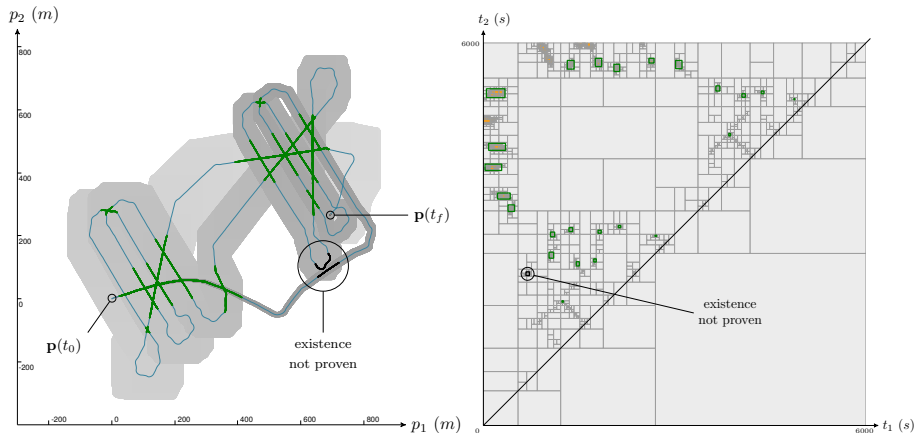 p₂ (m)
800
600
400
200
0
-200
-200
0
200
400
600
800
p₁ (m)
p(t₀)
p(t_f)
existence
not proven
t₂ (s)
6000
0
6000
t₁ (s)
existence
not proven